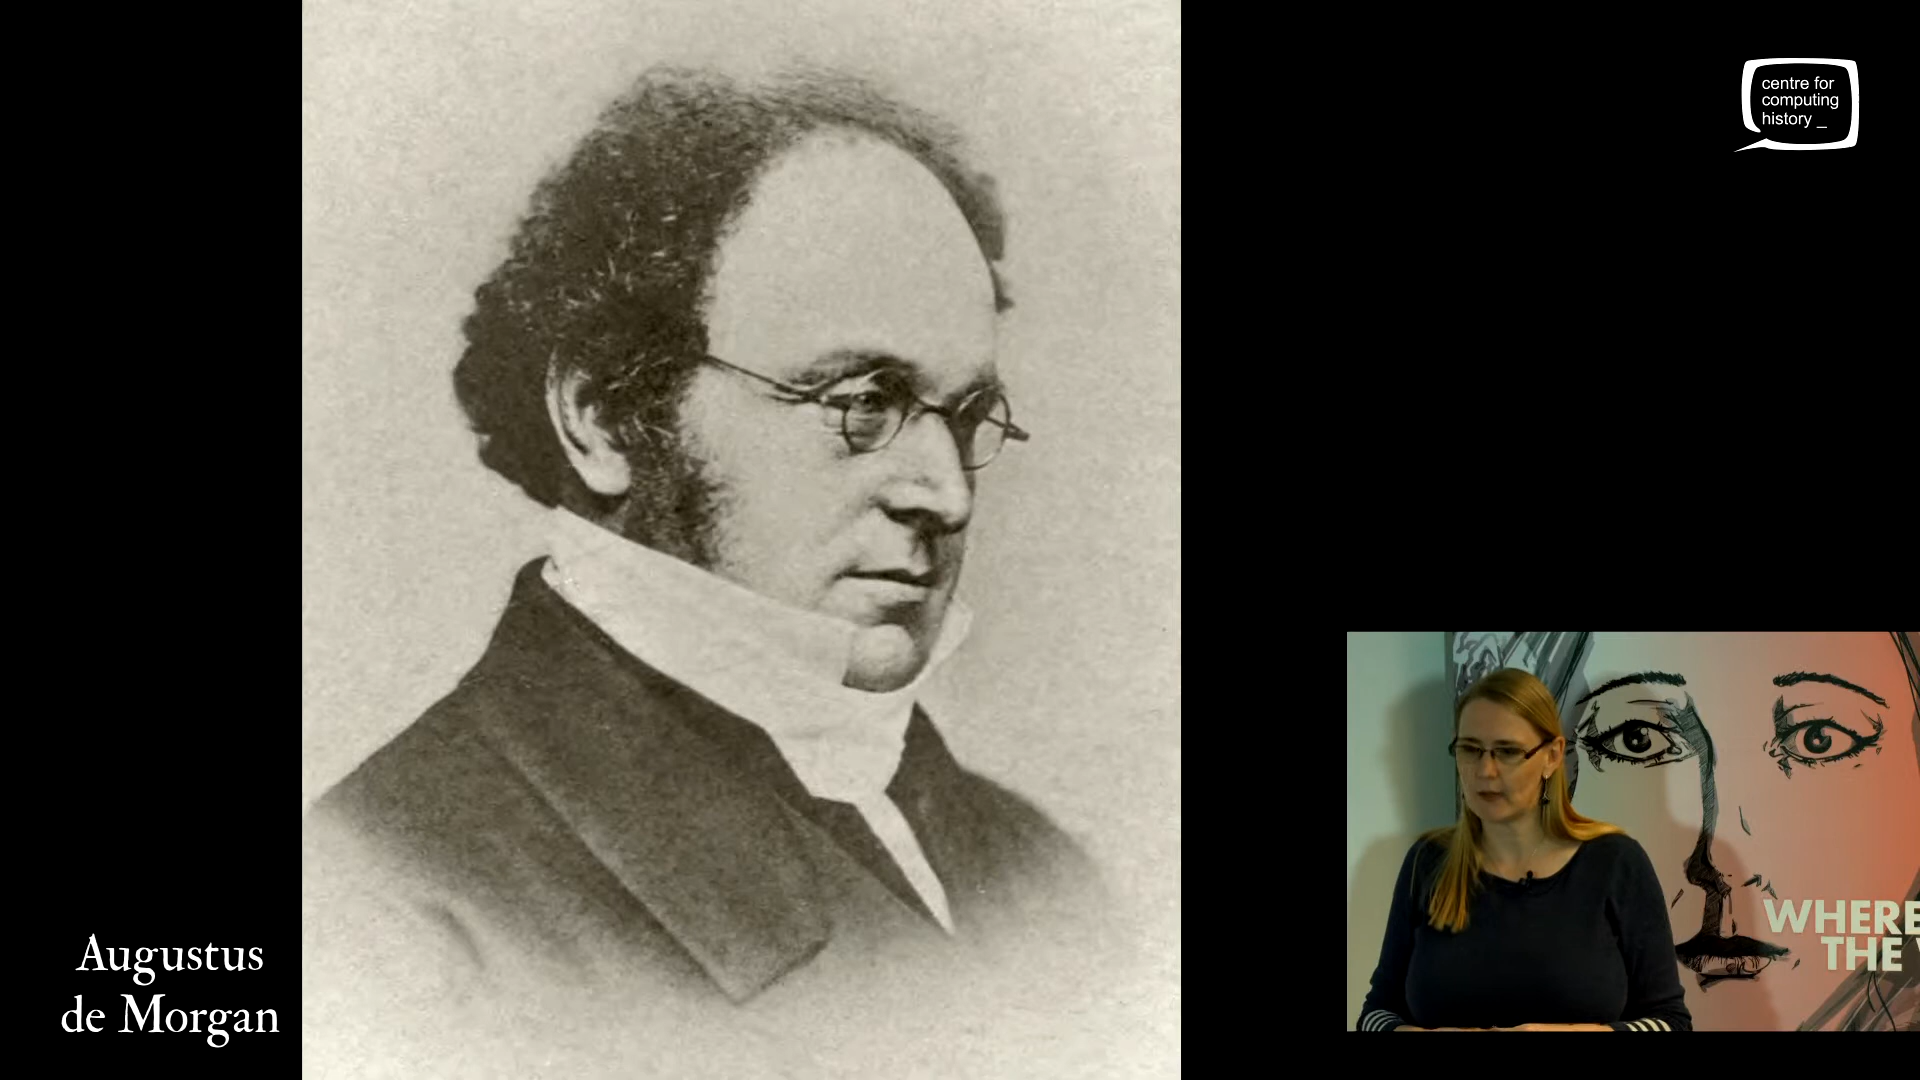 centre for
computing
history _
Augustus
de Morgan
WHERE
THE